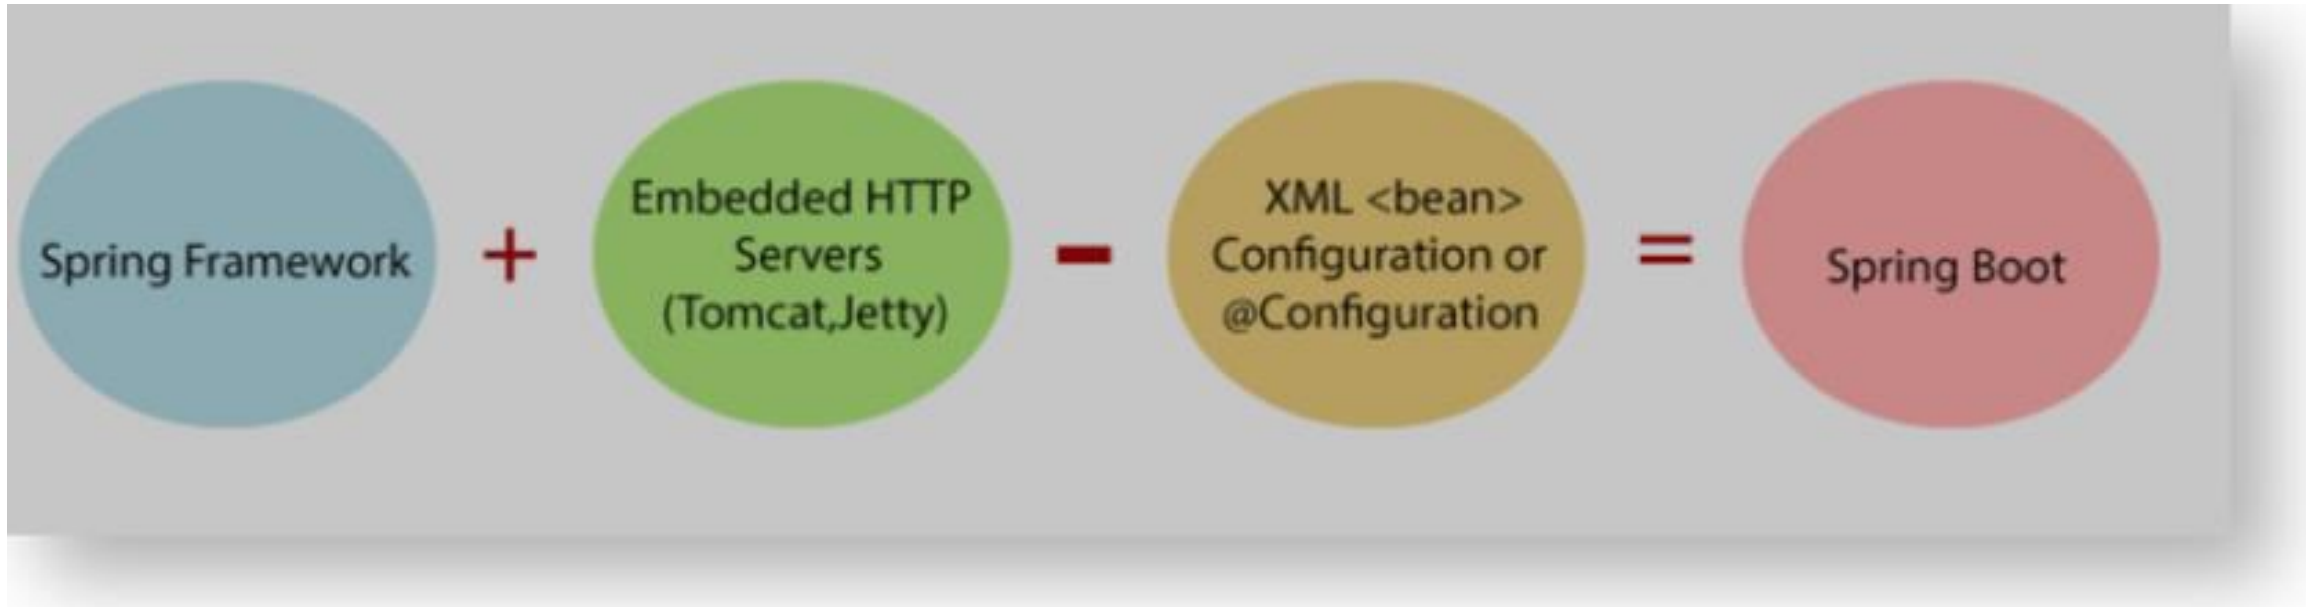 Spring Framework
+
Embedded HTTP
Servers
(Tomcat,Jetty)
-
XML <bean>
Configuration or
@Configuration
=
Spring Boot